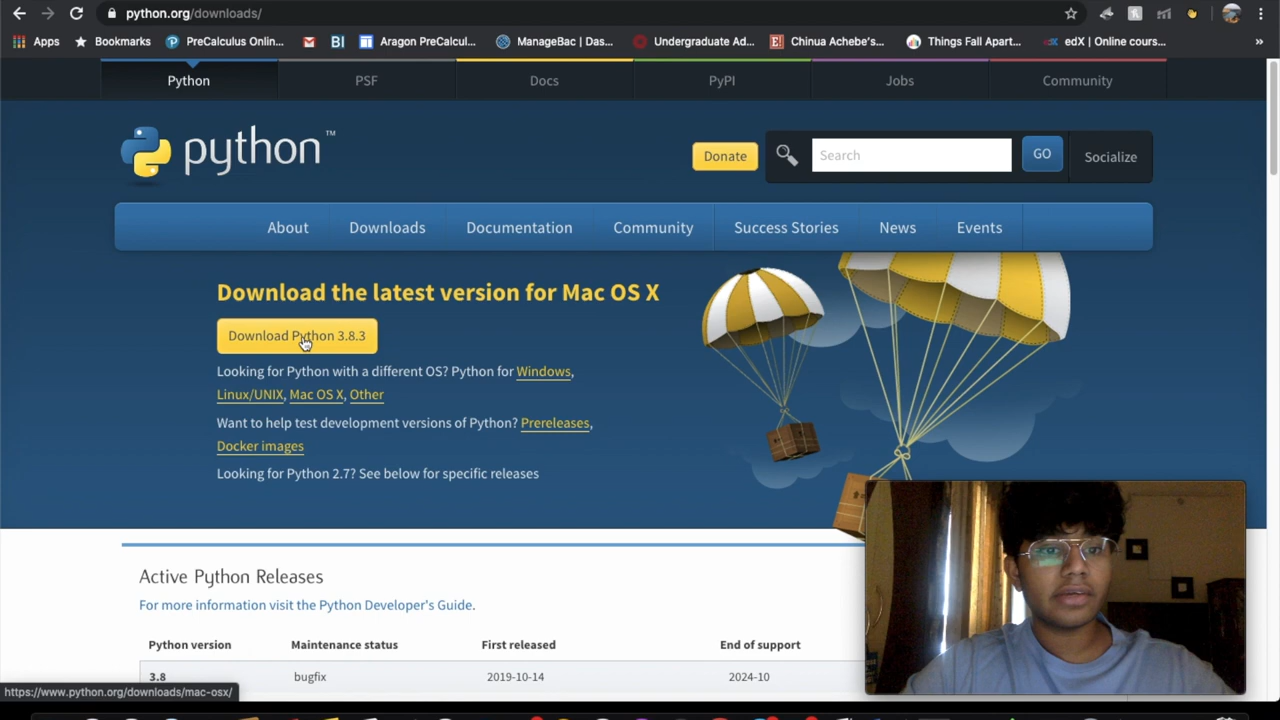 python.org/downloads/
Apps Bookmarks PreCalculus Onlin... BI Aragon PreCalcul... ManageBac | Das... Undergraduate Ad... E! Chinua Achebe's... Things Fall Apart... edX | Online cours... »
Python PSF Docs PyPI Jobs Community
python™
Donate Search GO Socialize
About Downloads Documentation Community Success Stories News Events
Download the latest version for Mac OS X
Download Python 3.8.3
Looking for Python with a different OS? Python for Windows,
Linux/UNIX, Mac OS X, Other
Want to help test development versions of Python? Prereleases,
Docker images
Looking for Python 2.7? See below for specific releases
Active Python Releases
For more information visit the Python Developer's Guide.
Python version Maintenance status First released End of support
3.8 bugfix 2019-10-14 2024-10
https://www.python.org/downloads/mac-osx/